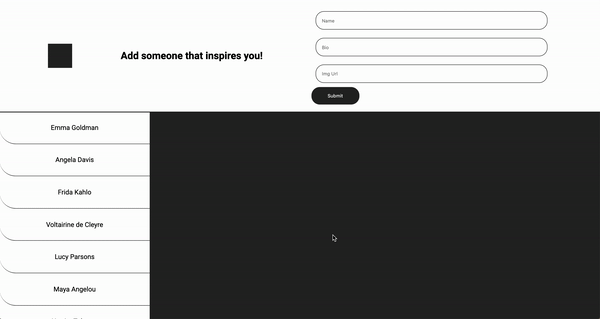 Add someone that inspires you!
Name
Bio
Img Url
Submit
Emma Goldman
Angela Davis
Frida Kahlo
Voltairine de Cleyre
Lucy Parsons
Maya Angelou